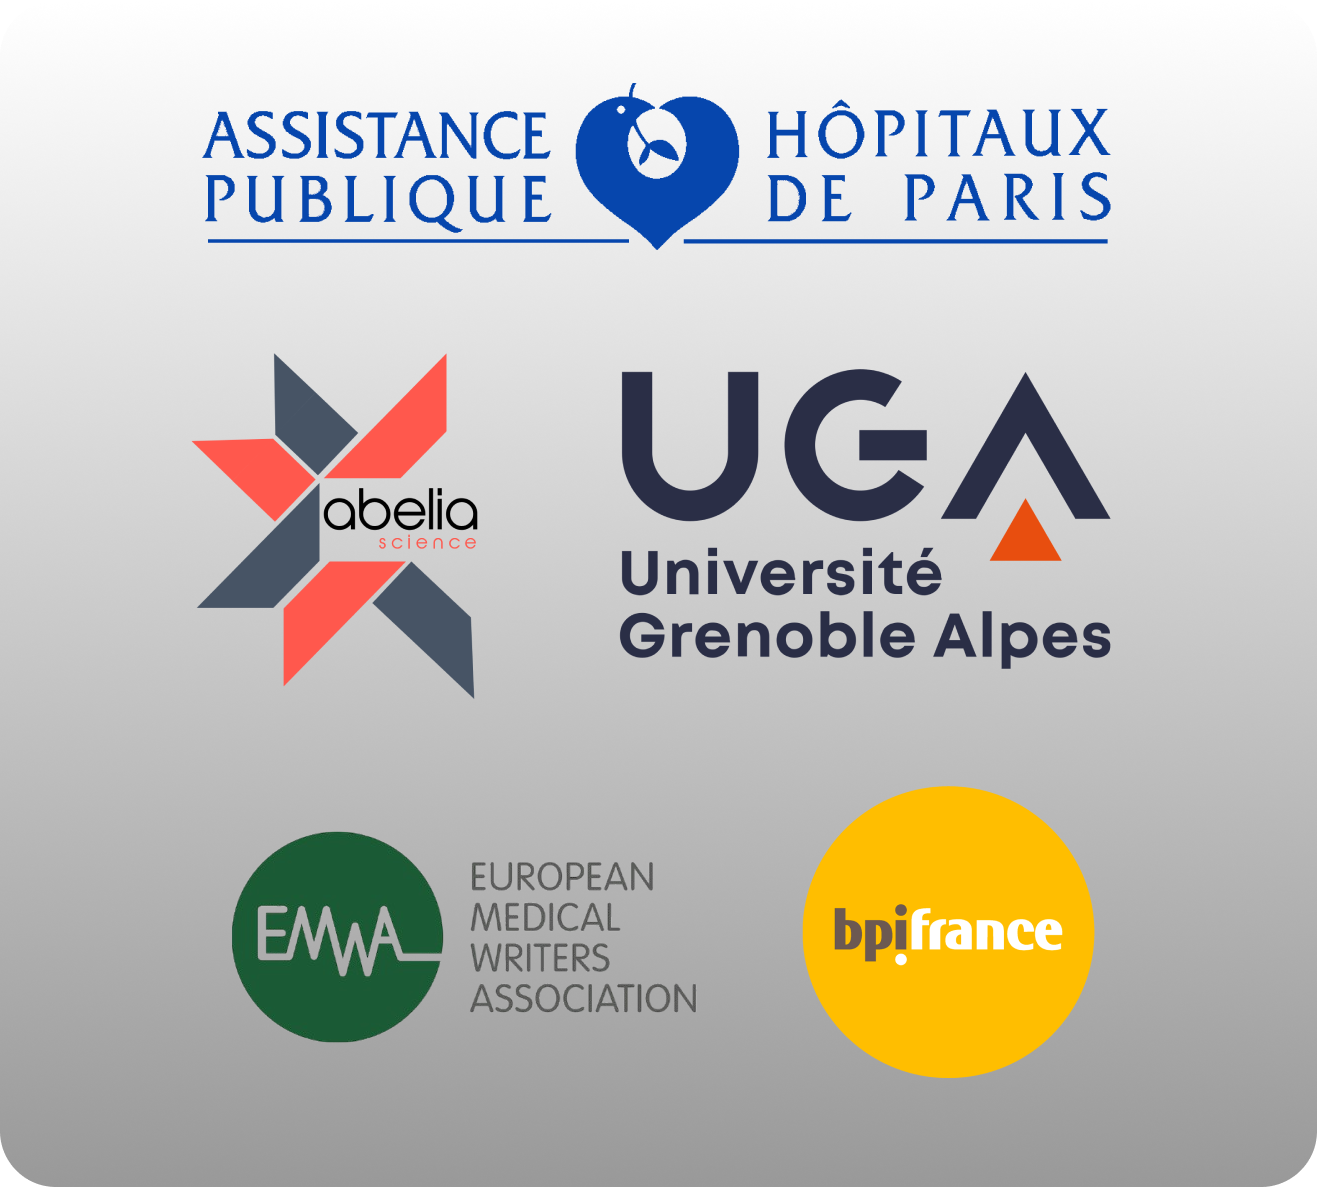 ASSISTANCE
PUBLIQUE
HÔPITAUX
DE PARIS
abelia
science
UGA
Université
Grenoble Alpes
EMWA
EUROPEAN
MEDICAL
WRITERS
ASSOCIATION
bpifrance